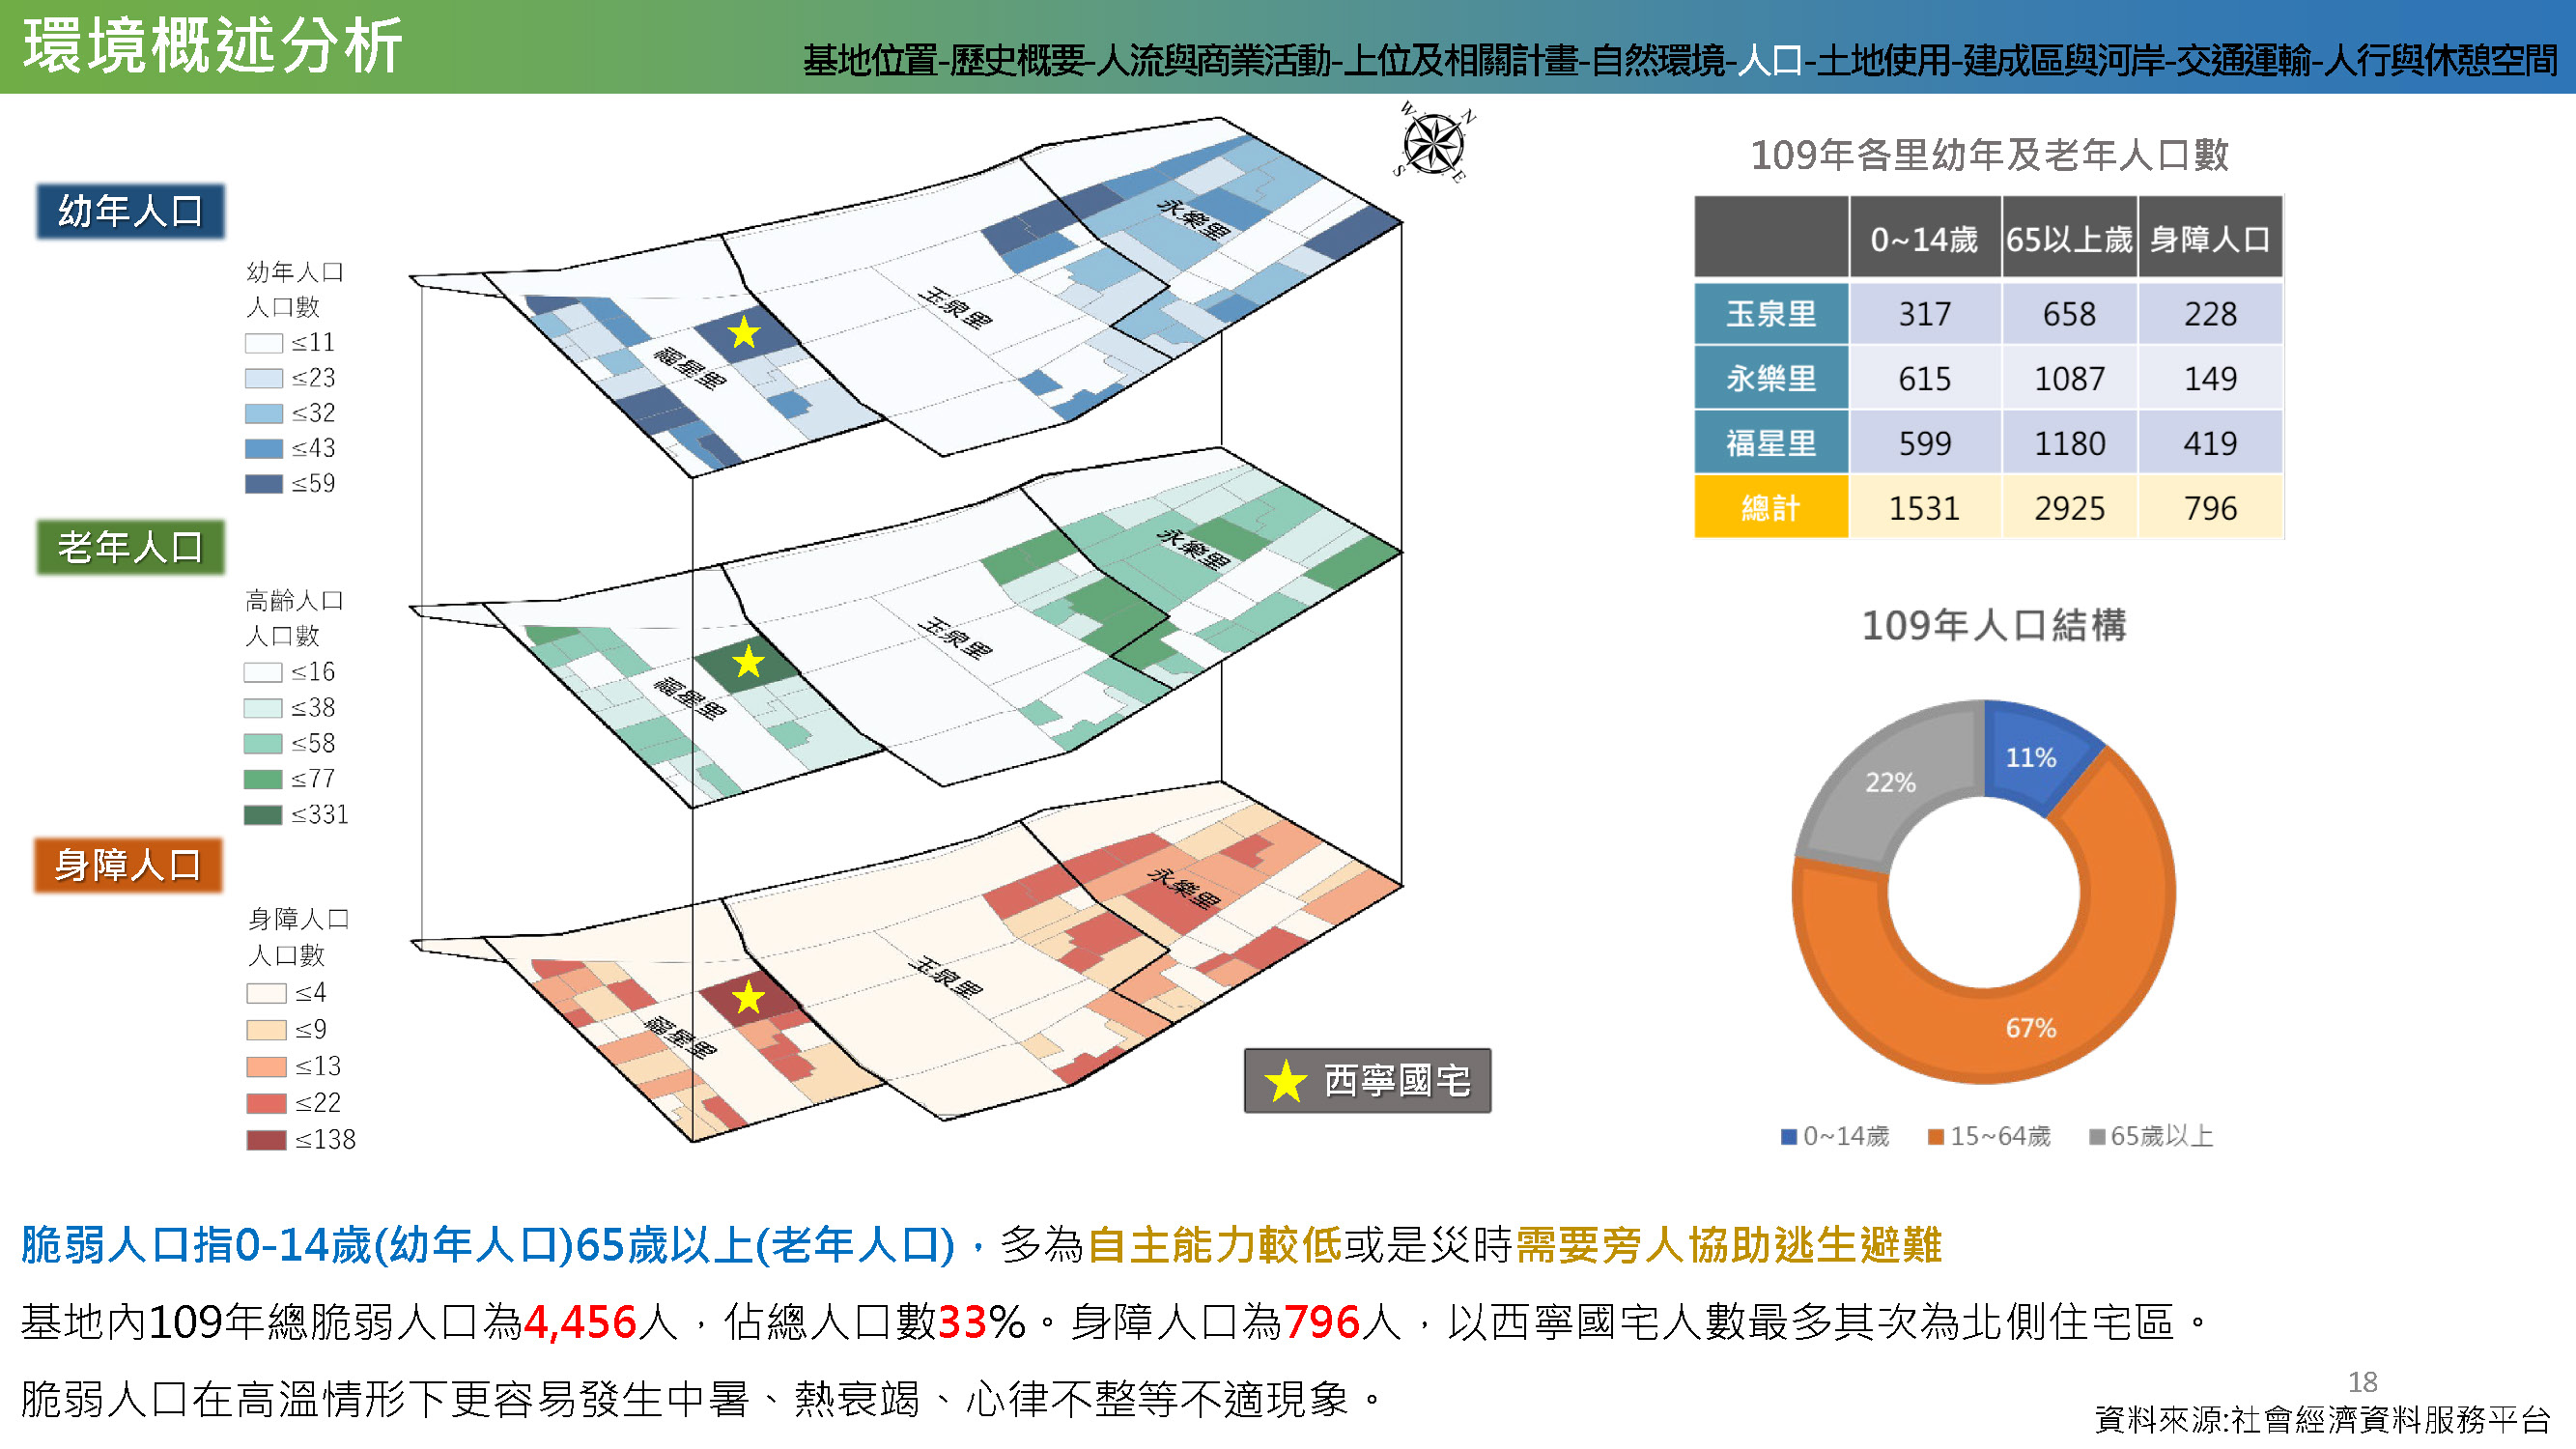 環境概述分析
基地位置-歷史概要-人流與商業活動-上位及相關計畫-自然環境-人口-土地使用-建成區與河岸-交通運輸-人行與休憩空間
幼年人口
幼年人口
人口數
≤11
≤23
≤32
≤43
≤59
老年人口
高齡人口
人口數
≤16
≤38
≤58
≤77
≤331
身障人口
身障人口
人口數
≤4
≤9
≤13
≤22
≤138
W N
S E
永樂里
玉泉里
福星里
永樂里
玉泉里
福星里
永樂里
玉泉里
福星里
西寧國宅
109年各里幼年及老年人口數
0~14歲 65以上歲 身障人口
玉泉里 317 658 228
永樂里 615 1087 149
福星里 599 1180 419
總計 1531 2925 796
109年人口結構
11%
22%
67%
0~14歲 15~64歲 65歲以上
脆弱人口指0-14歲(幼年人口)65歲以上(老年人口)，多為自主能力較低或是災時需要旁人協助逃生避難
基地內109年總脆弱人口為4,456人，佔總人口數33%。身障人口為796人，以西寧國宅人數最多其次為北側住宅區。
脆弱人口在高溫情形下更容易發生中暑、熱衰竭、心律不整等不適現象。
18
資料來源:社會經濟資料服務平台